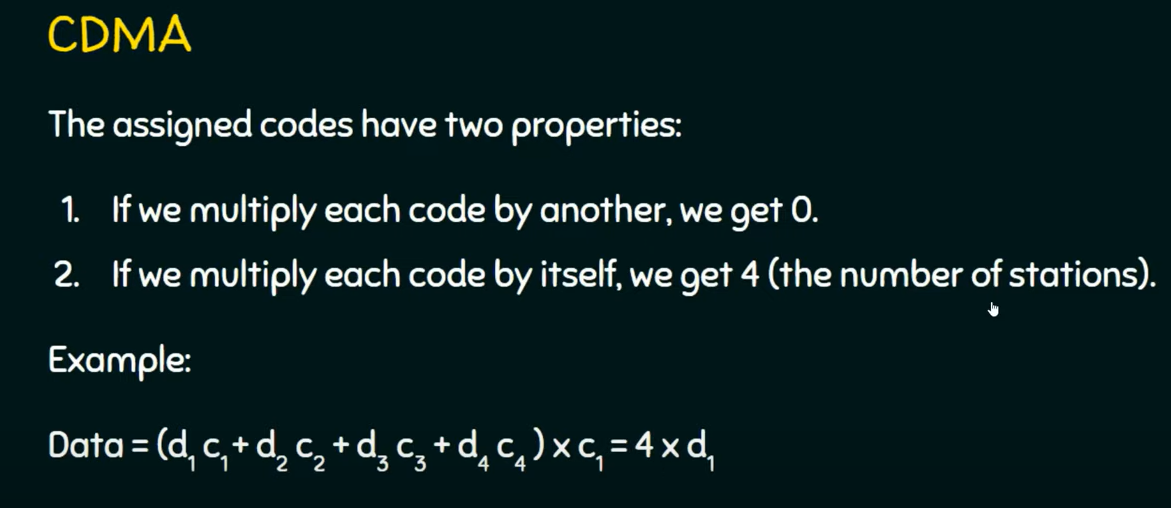 CDMA
The assigned codes have two properties:
1. If we multiply each code by another, we get 0.
2. If we multiply each code by itself, we get 4 (the number of stations).
Example:
Data = (d₁ c₁ + d₂ c₂ + d₃ c₃ + d₄ c₄ ) x c₁ = 4 x d₁